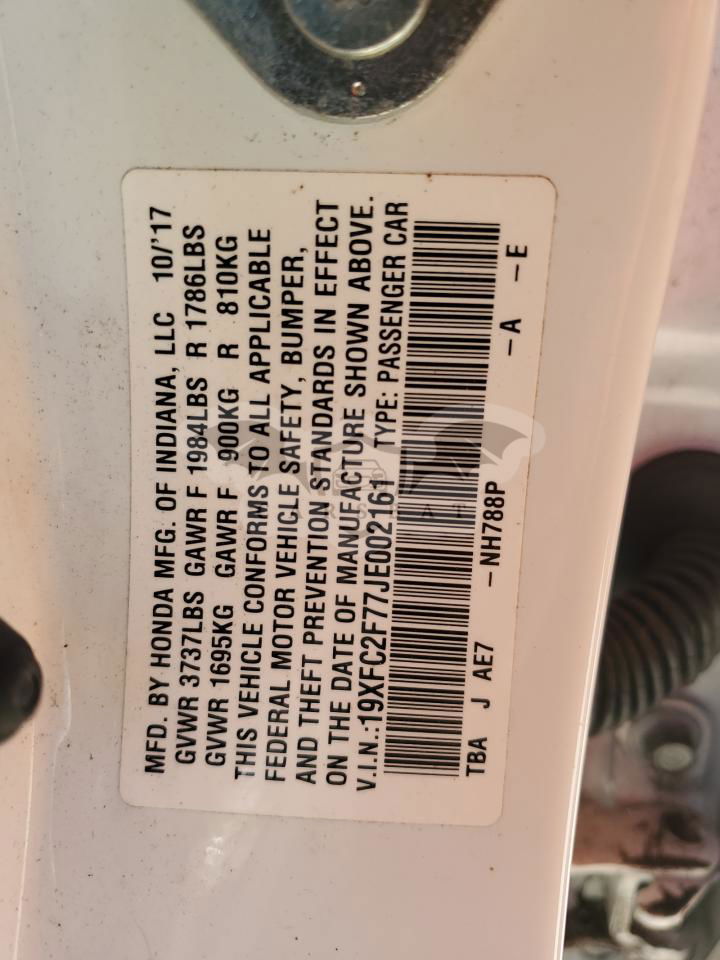 MFD. BY HONDA MFG. OF INDIANA, LLC 10/'17
GVWR 3737LBS GAWR F 1984LBS R 1786LBS
GVWR 1695KG GAWR F 900KG R 810KG
THIS VEHICLE CONFORMS TO ALL APPLICABLE
FEDERAL MOTOR VEHICLE SAFETY, BUMPER,
AND THEFT PREVENTION STANDARDS IN EFFECT
ON THE DATE OF MANUFACTURE SHOWN ABOVE.
V.I.N.:19XFC2F77JE002161 TYPE: PASSENGER CAR
TBA J AE7 -NH788P -A -E